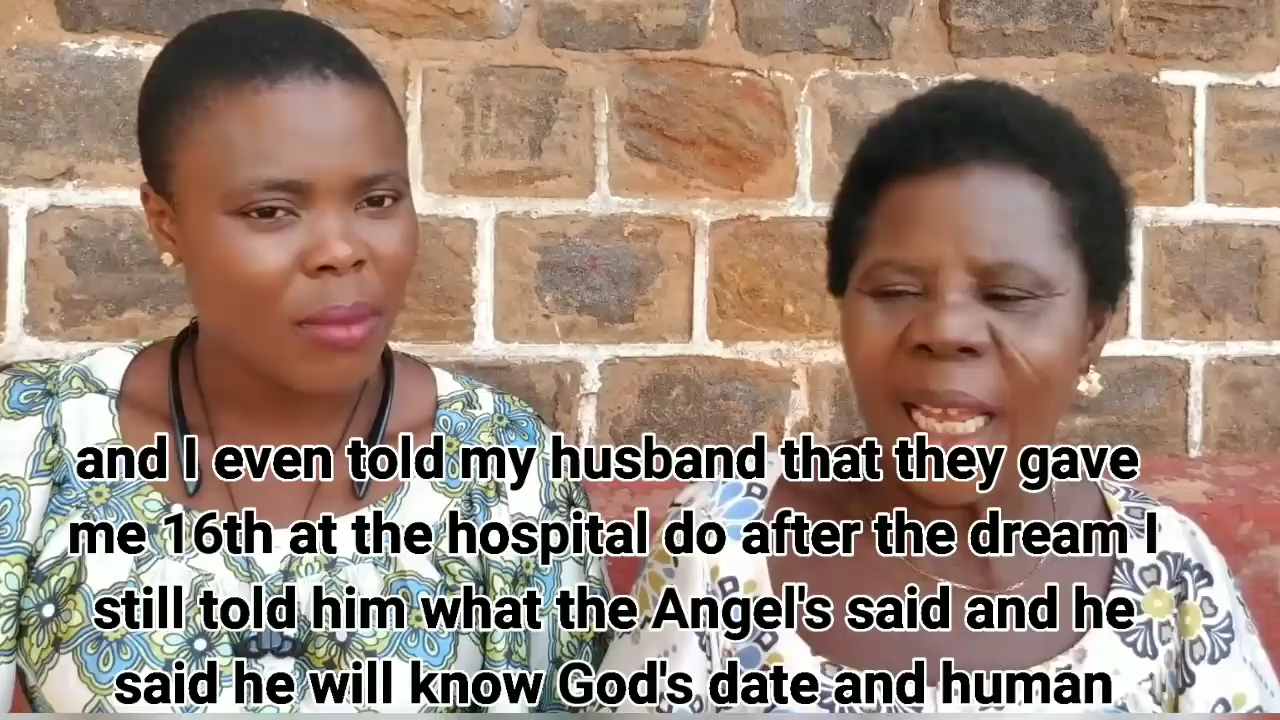 and I even told my husband that they gave
me 16th at the hospital do after the dream I
still told him what the Angel's said and he
said he will know God's date and human